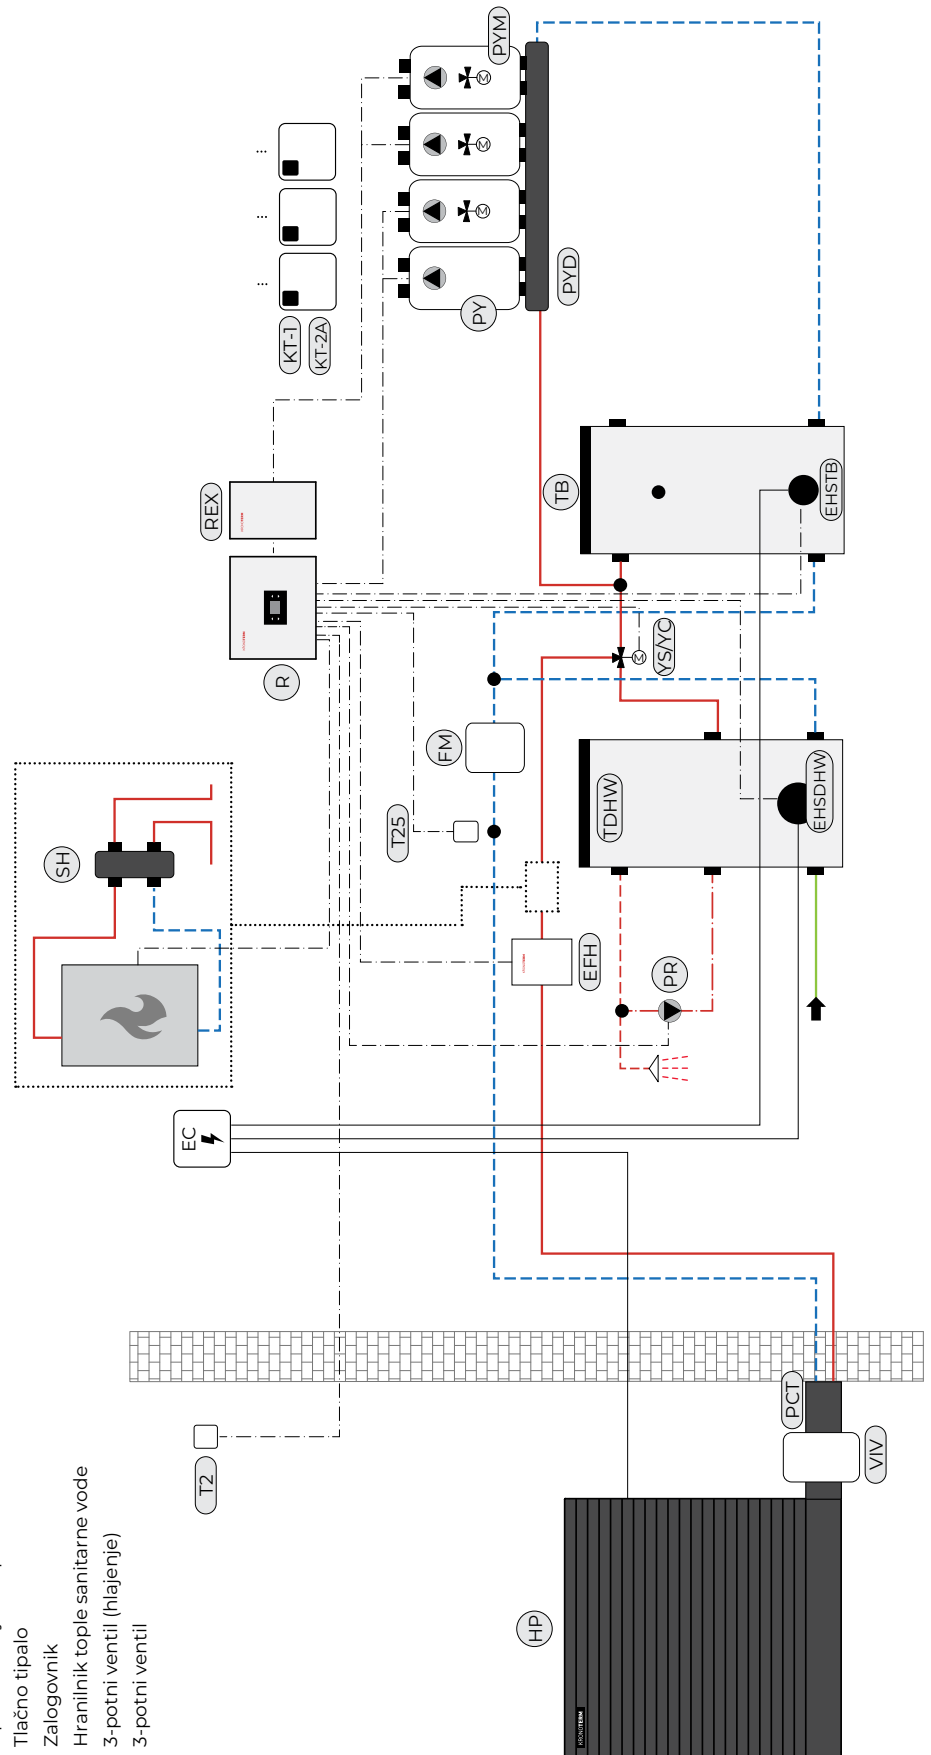 Tlačno tipalo
Zalogovnik
Hranilnik tople sanitarne vode
3-potni ventil (hlajenje)
3-potni ventil
HP
KRONOTERM
VIV
PCT
T2
EC
SH
EFH
PR
T25
FM
TDHW
EHSDHW
YS/YC
M
R
REX
TB
EHSTB
KT-1
KT-2A
...
...
...
PY
PYD
PYM
M
M
M